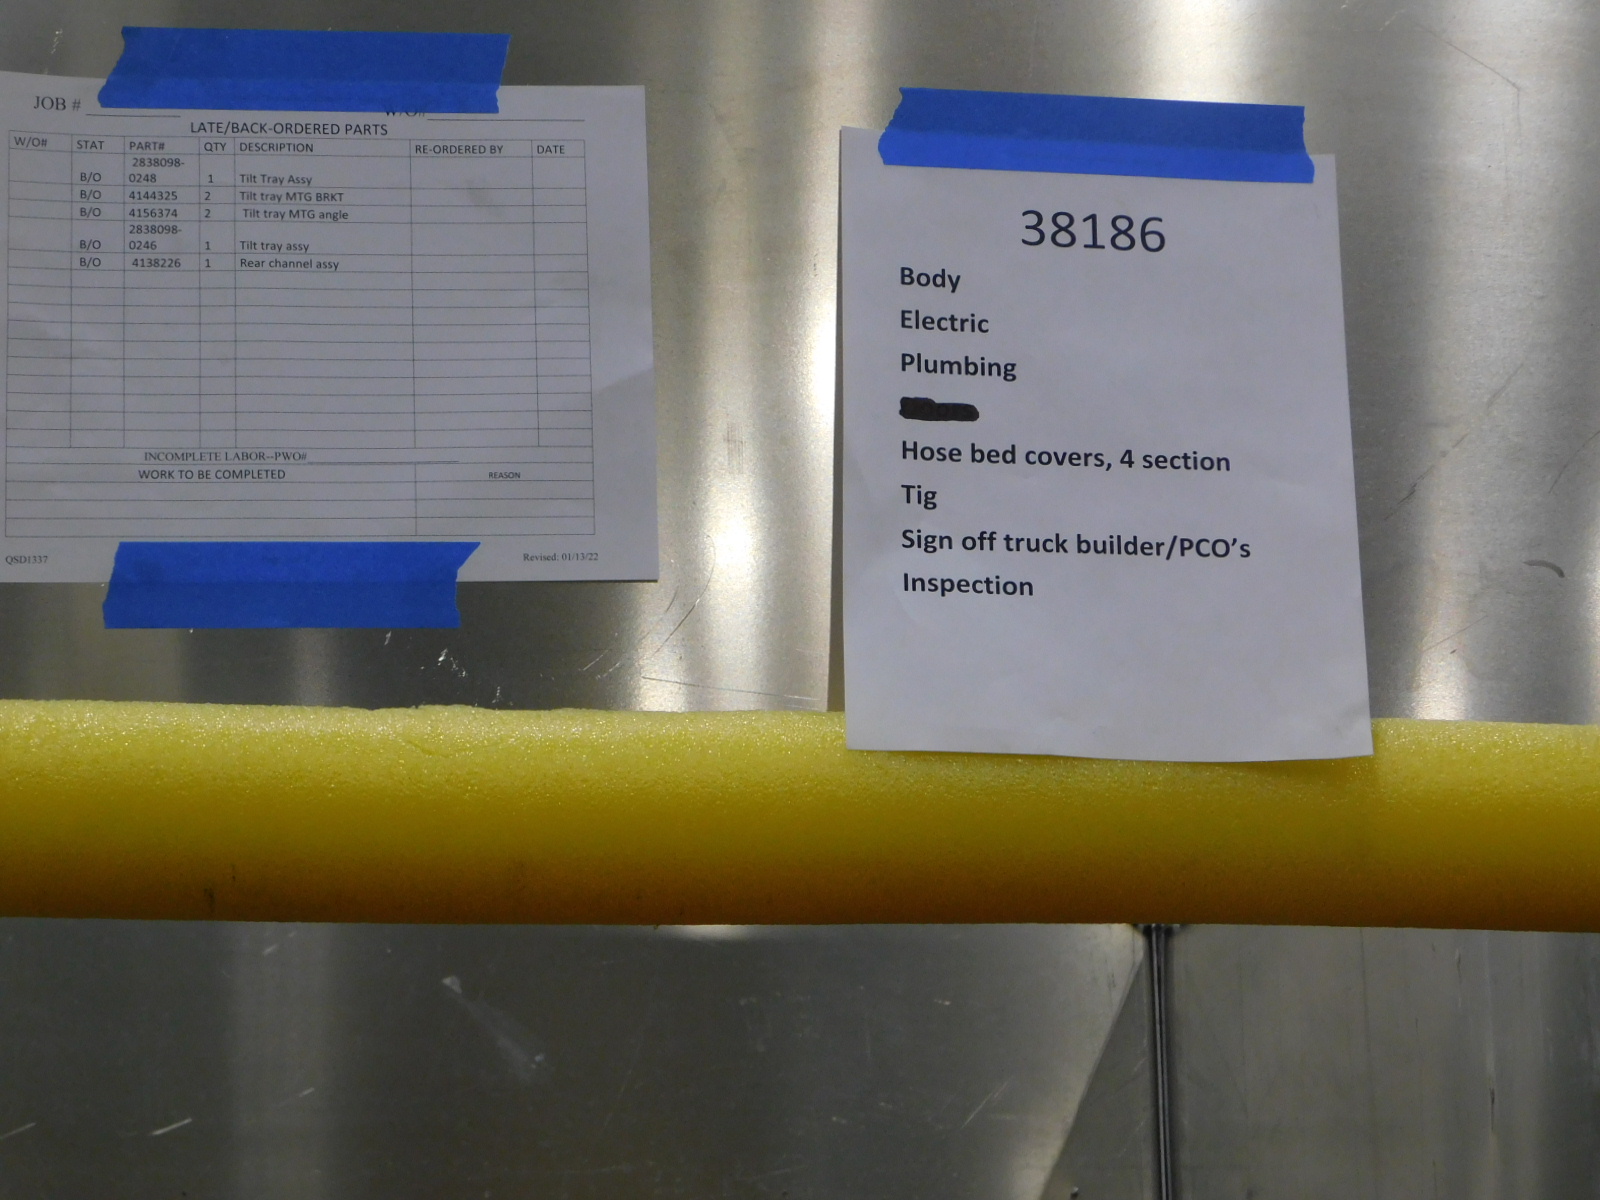 JOB #
W/O#
LATE/BACK-ORDERED PARTS
W/O# STAT PART# QTY DESCRIPTION RE-ORDERED BY DATE
2838098-
B/O 0248 1 Tilt Tray Assy
B/O 4144325 2 Tilt tray MTG BRKT
B/O 4156374 2 Tilt tray MTG angle
2838098-
B/O 0246 1 Tilt tray assy
B/O 4138226 1 Rear channel assy
INCOMPLETE LABOR--PWO#
WORK TO BE COMPLETED REASON
QSD1337 Revised: 01/13/22
38186
Body
Electric
Plumbing
Hose bed covers, 4 section
Tig
Sign off truck builder/PCO's
Inspection